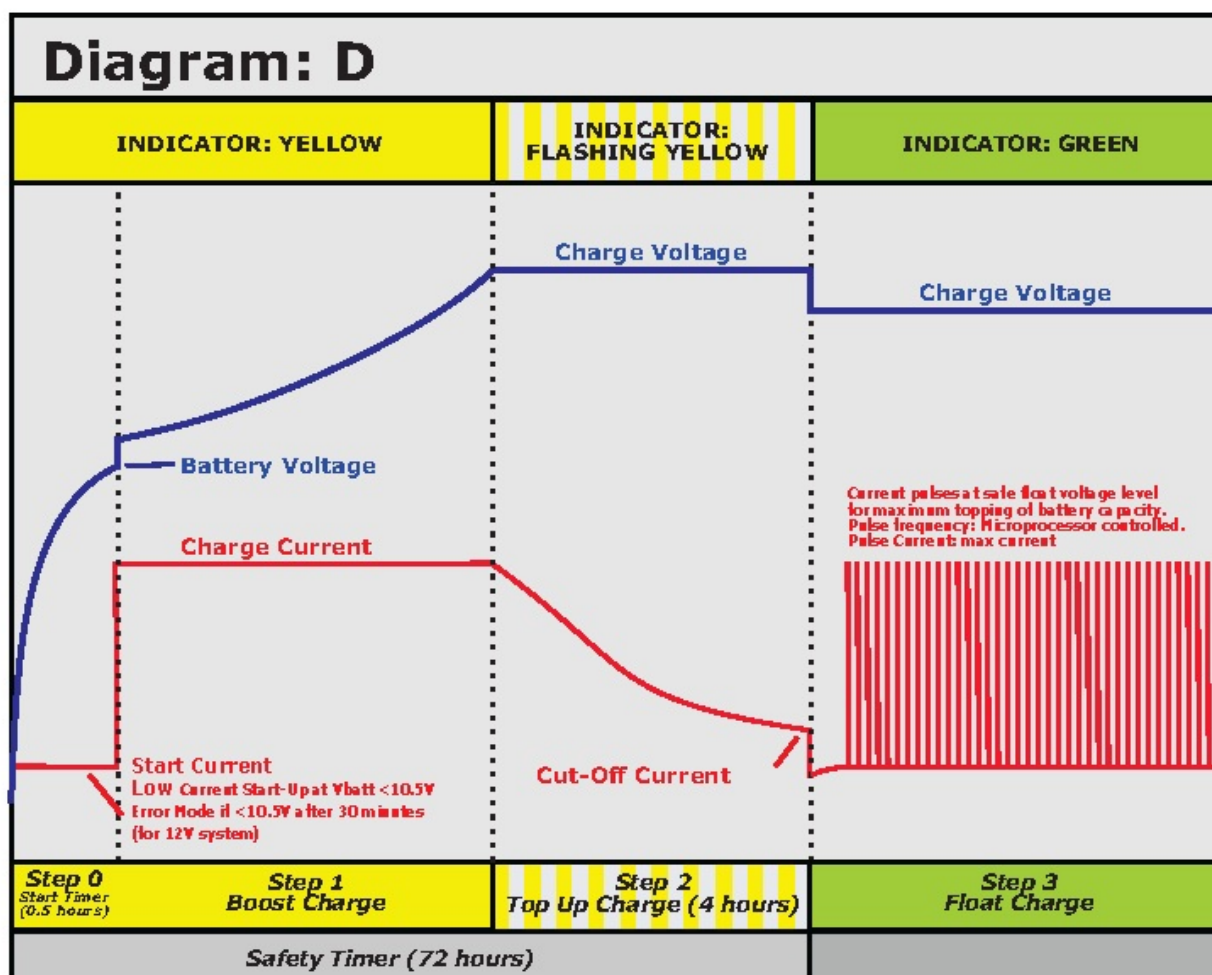 Diagram: D
INDICATOR: YELLOW
INDICATOR:
FLASHING YELLOW
INDICATOR: GREEN
Charge Voltage
Charge Voltage
Battery Voltage
Charge Current
Current pulses at safe float voltage level
for maximum topping of battery capacity.
Pulse frequency: Microprocessor controlled.
Pulse Current: max current
Start Current
LOW Current Start-Up at Vbatt <10.5V
Error Mode if <10.5V after 30 minutes
(for 12V system)
Cut-Off Current
Step 0
Start Timer
(0.5 hours)
Step 1
Boost Charge
Step 2
Top Up Charge (4 hours)
Step 3
Float Charge
Safety Timer (72 hours)